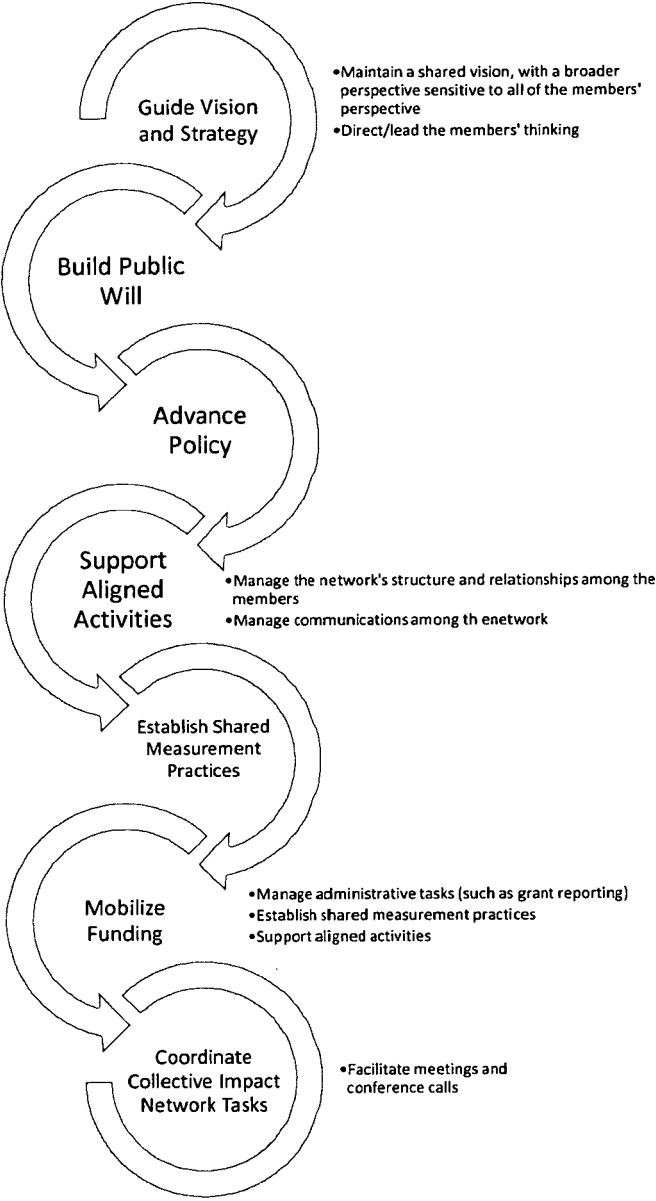 Guide Vision
and Strategy
•Maintain a shared vision, with a broader
perspective sensitive to all of the members'
perspective
•Direct/lead the members' thinking
Build Public
Will
Advance
Policy
Support
Aligned
Activities
•Manage the network's structure and relationships among the
members
•Manage communications among th enetwork
Establish Shared
Measurement
Practices
Mobilize
Funding
•Manage administrative tasks (such as grant reporting)
•Establish shared measurement practices
•Support aligned activities
Coordinate
Collective Impact
Network Tasks
•Facilitate meetings and
conference calls